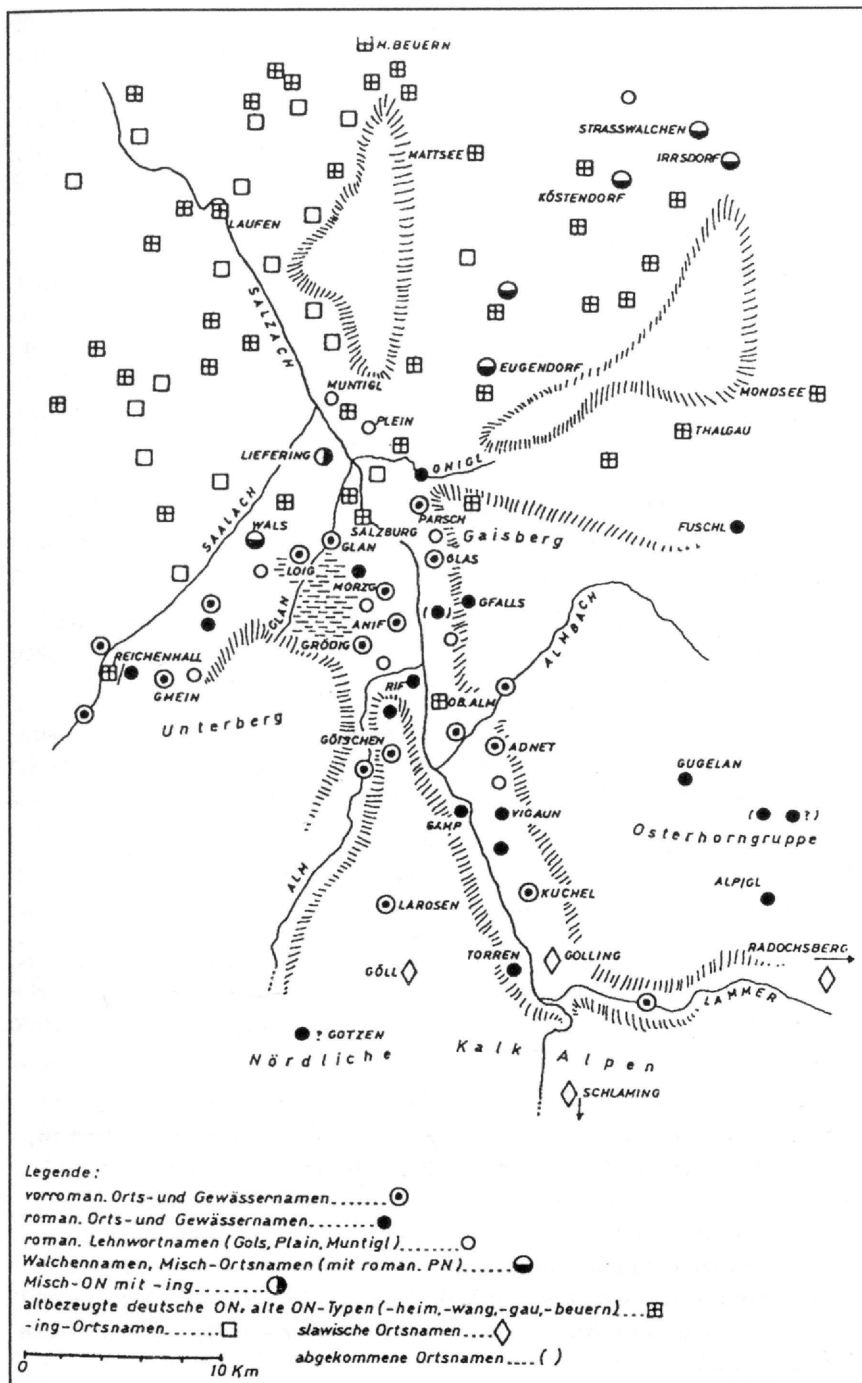 M.BEUERN
STRASSWALCHEN
MATTSEE
IRRSDORF
KÖSTENDORF
LAUFEN
SALZACH
EUGENDORF
MUNTIGL
MONDSEE
PLEIN
THALGAU
LIEFERING
ONIGL
SAALACH
PARSCH
WALS
SALZBURG
Gaisberg
FUSCHL
GLAN
LOIG
GLAS
MORZG
GFALLS
( )
ANIF
GLAN
ALMBACH
GRÖDIG
REICHENHALL
GMEIN
RIF
OB.ALM
Unterberg
GÖTSCHEN
ADNET
GUGELAN
GAMP
VIGAUN
( ?)
Osterhorngruppe
ALM
LAROSEN
KUCHEL
ALPIGL
RADOCHSBERG
TORREN
GOLLING
GÖLL
LAMMER
? GOTZEN
Nördliche Kalk Alpen
SCHLAMING
Legende:
vorroman. Orts- und Gewässernamen.......
roman. Orts- und Gewässernamen.........
roman. Lehnwortnamen (Gols, Plain, Muntigl)........
Walchennamen, Misch-Ortsnamen (mit roman. PN)......
Misch-ON mit -ing........
altbezeugte deutsche ON, alte ON-Typen (-heim,-wang,-gau,-beuern)....
-ing-Ortsnamen....... slawische Ortsnamen....
abgekommene Ortsnamen.... ( )
0 10 Km